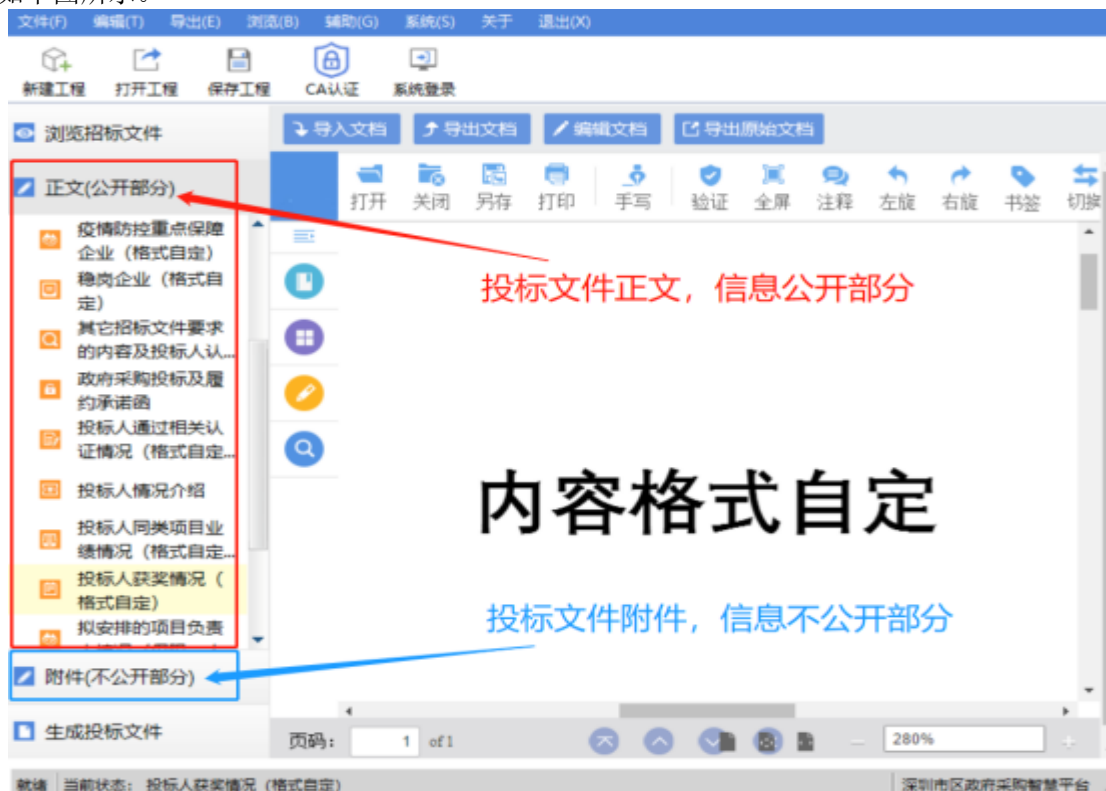 如下图所示。
文件(F) 编辑(T) 导出(E) 浏览(B) 辅助(G) 系统(S) 关于 退出(X)
新建工程 打开工程 保存工程 CA认证 系统登录
浏览招标文件
导入文档 导出文档 编辑文档 导出原始文档
正文(公开部分)
打开 关闭 另存 打印 手写 验证 全屏 注释 左旋 右旋 书签 切换
疫情防控重点保障
企业（格式自定）
稳岗企业（格式自
定）
其它招标文件要求
的内容及投标人认...
政府采购投标及履
约承诺函
投标人通过相关认
证情况（格式自定...
投标人情况介绍
投标人同类项目业
绩情况（格式自定...
投标人获奖情况（
格式自定）
拟安排的项目负责
投标文件正文，信息公开部分
内容格式自定
投标文件附件，信息不公开部分
附件(不公开部分)
生成投标文件
页码： 1 of 1 280%
就绪 当前状态： 投标人获奖情况（格式自定） 深圳市区政府采购智慧平台